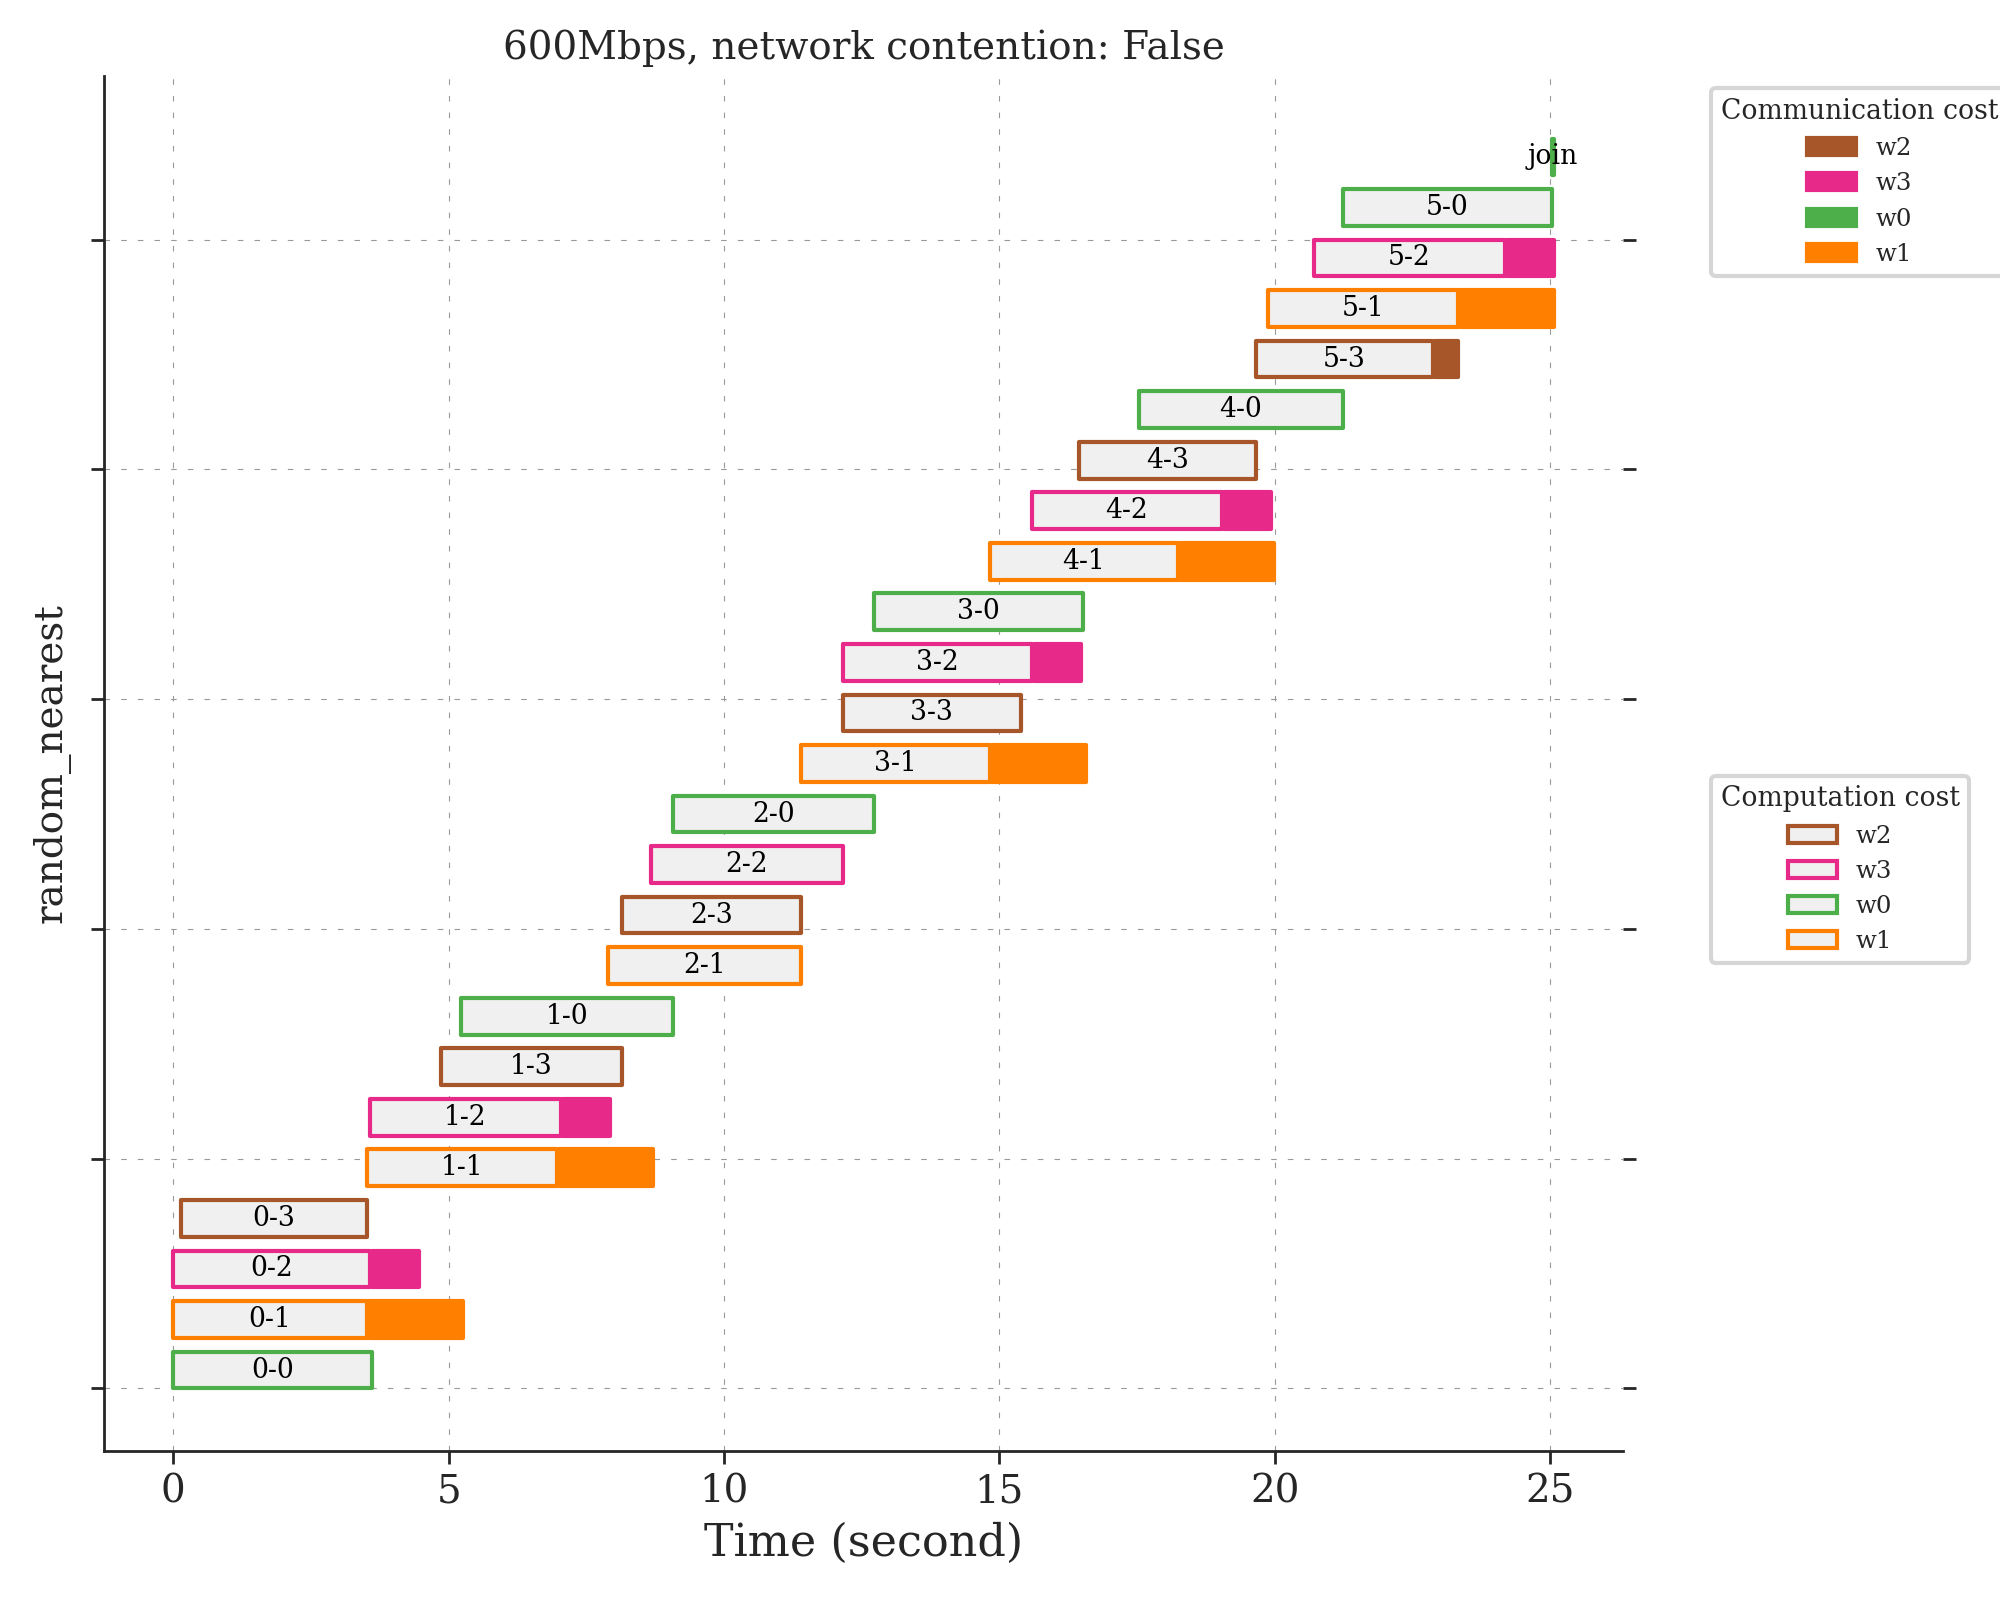 600Mbps, network contention: False
Communication cost
w2
w3
w0
w1
join
5-0
5-2
5-1
5-3
4-0
4-3
4-2
4-1
3-0
3-2
3-3
3-1
2-0
2-2
2-3
2-1
1-0
1-3
1-2
1-1
0-3
0-2
0-1
0-0
random_nearest
Computation cost
w2
w3
w0
w1
0 5 10 15 20 25
Time (second)